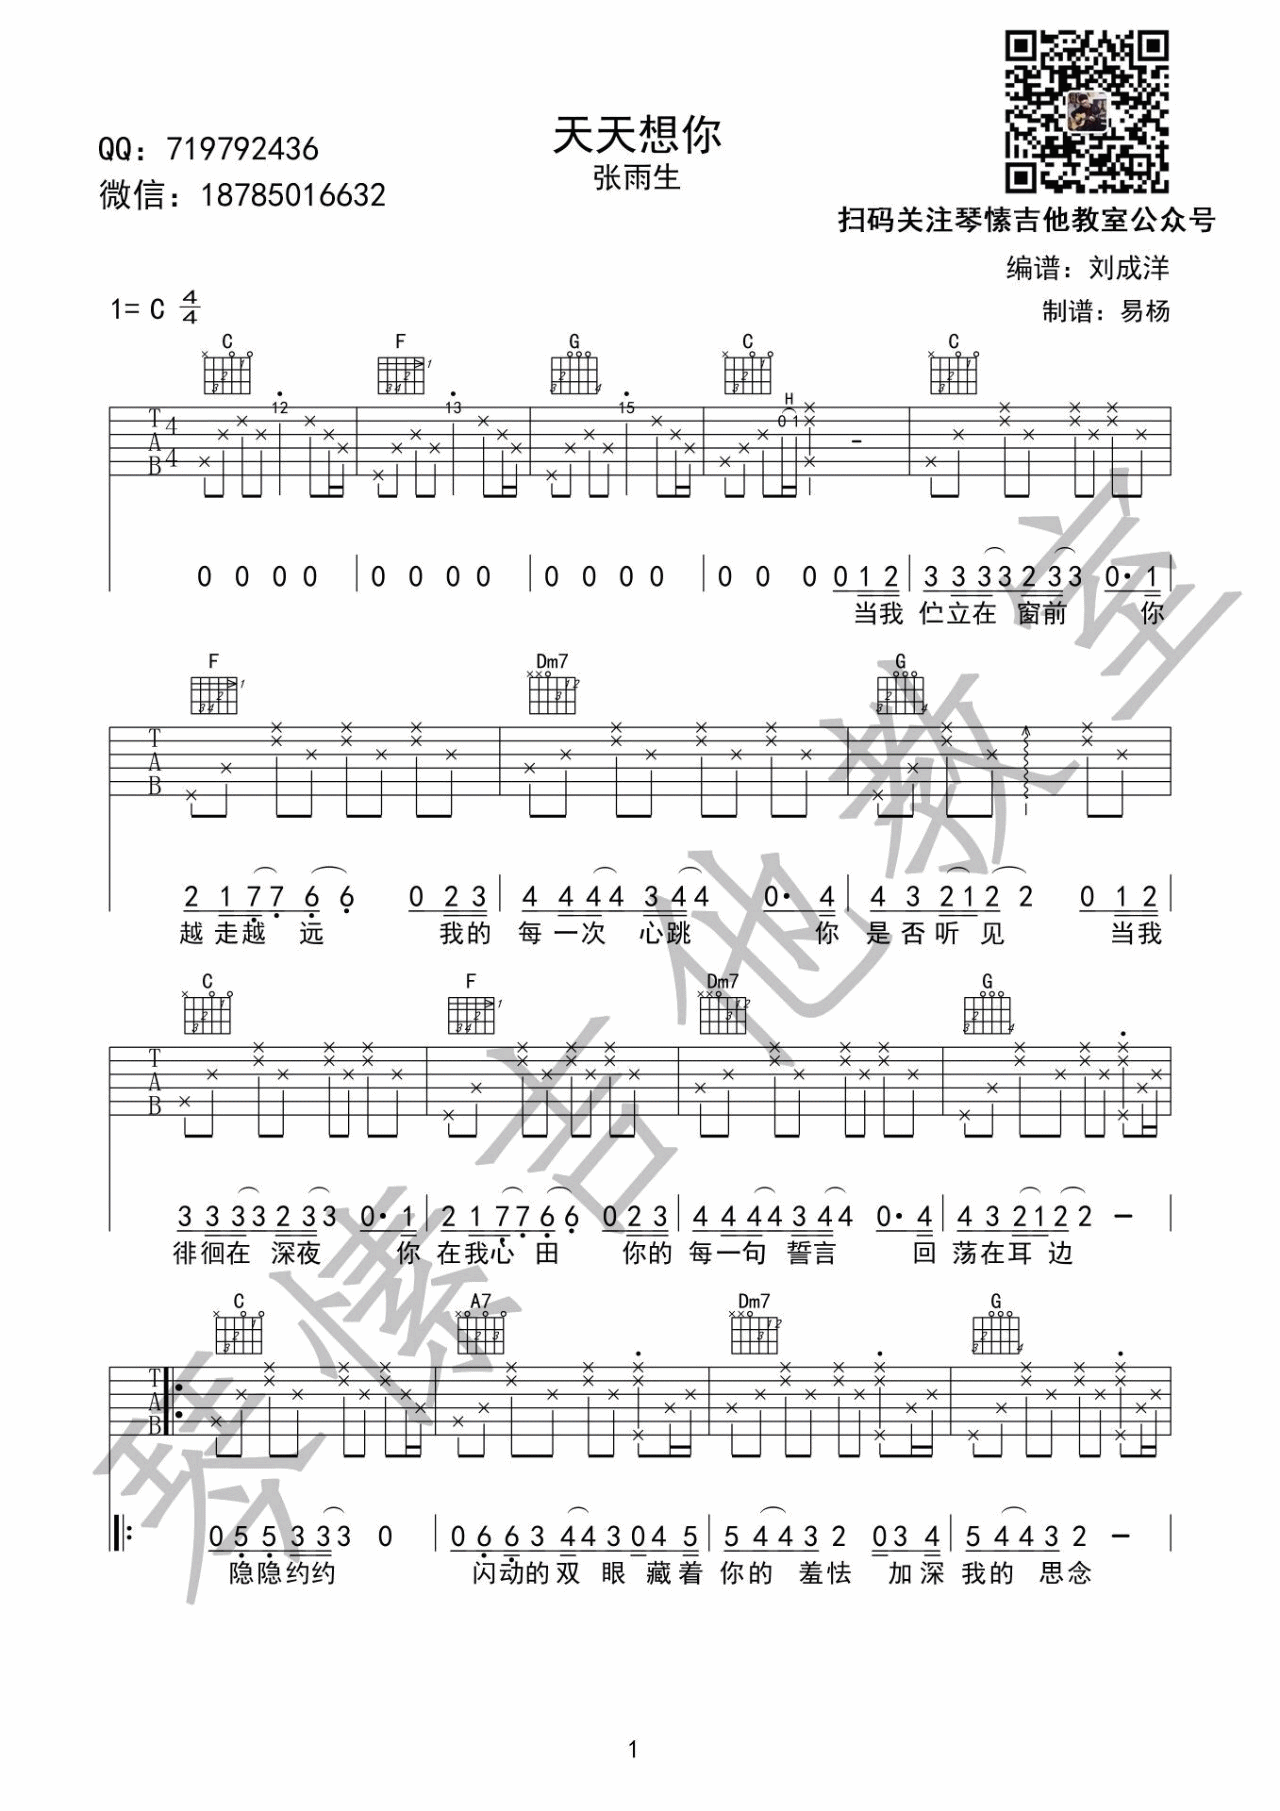 QQ：719792436
微信：18785016632
天天想你
张雨生
扫码关注琴愫吉他教室公众号
编谱：刘成洋
制谱：易杨
1= C 4/4
C F G C C
12 13 15 H 0 1
T A B 4 4
0 0 0 0 | 0 0 0 0 | 0 0 0 0 | 0 0 0 0 1 2 | 3 3 3 3 2 3 3 0· 1
当我 伫立在 窗前 你
F Dm7 G
T A B
2 1 7 7 6 6 0 2 3 | 4 4 4 4 3 4 4 0· 4 | 4 3 2 1 2 2 0 1 2
越 走越 远 我的 每 一次 心跳 你 是 否听 见 当我
C F Dm7 G
T A B
3 3 3 3 2 3 3 0· 1 | 2 1 7 7 6 6 0 2 3 | 4 4 4 4 3 4 4 0· 4 | 4 3 2 1 2 2 —
徘徊在 深夜 你 在我心 田 你的 每一句 誓言 回 荡在耳 边
C A7 Dm7 G
T A B
0 5 5 3 3 3 0 | 0 6 6 3 4 4 3 0 4 5 | 5 4 4 3 2 0 3 4 | 5 4 4 3 2 —
隐隐约约 闪动的 双 眼 藏着 你的 羞怯 加深 我的 思念
琴愫吉他教室
1